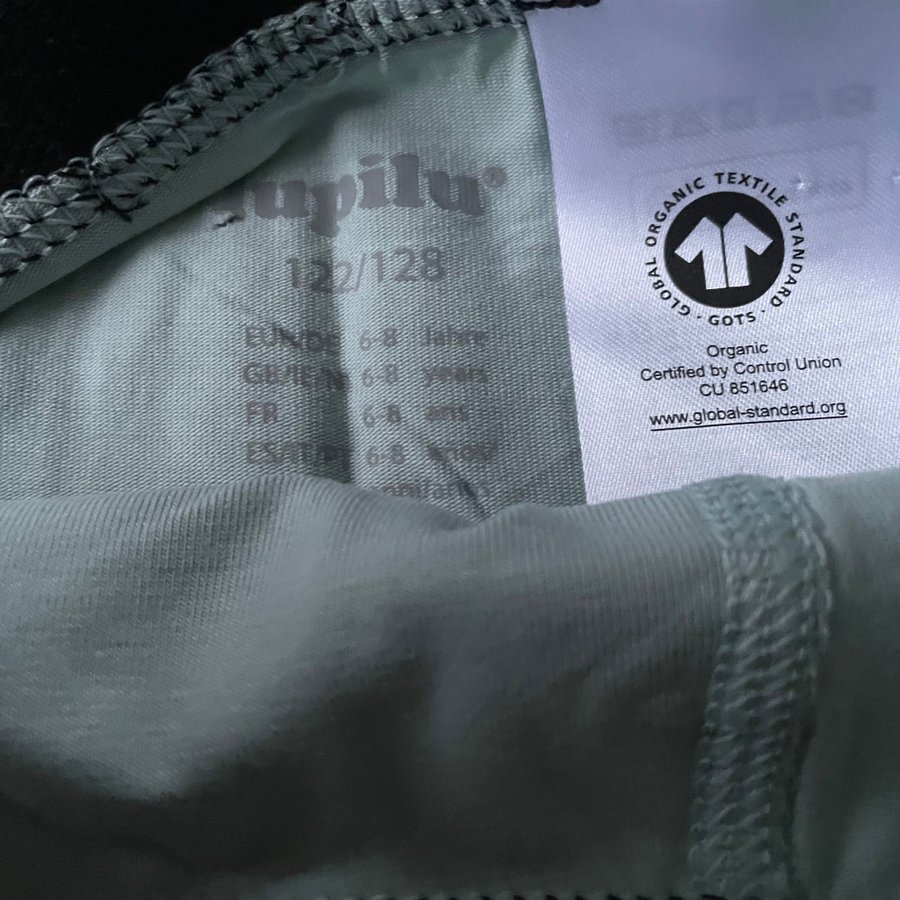 lupilu®
122/128
6-8 Jahre
6-8 years
FR 6-8 ans
6-8
GLOBAL ORGANIC TEXTILE STANDARD · GOTS ·
Organic
Certified by Control Union
CU 851646
www.global-standard.org